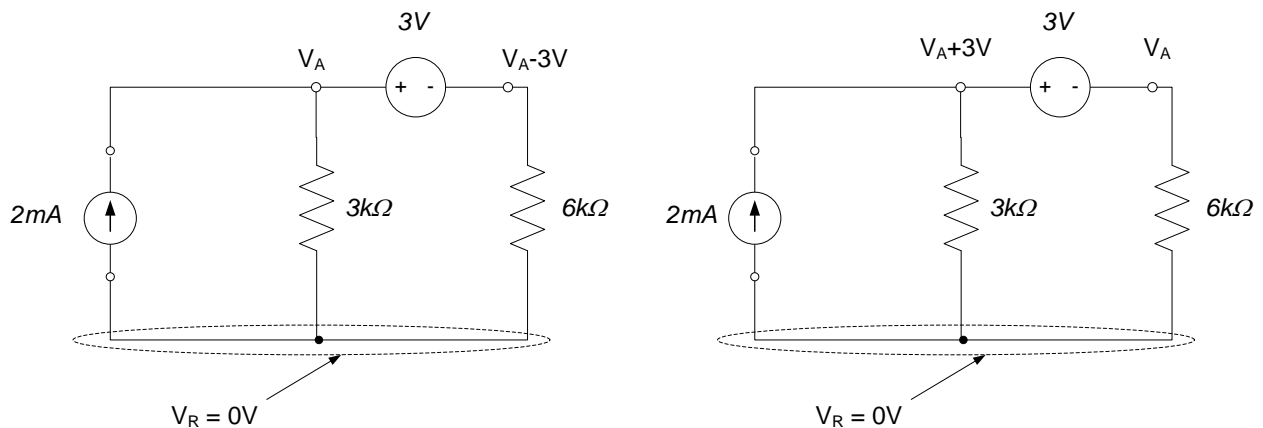 3V
V_A
V_A-3V
+ -
2mA
3kΩ
6kΩ
V_R = 0V
3V
V_A+3V
V_A
+ -
2mA
3kΩ
6kΩ
V_R = 0V